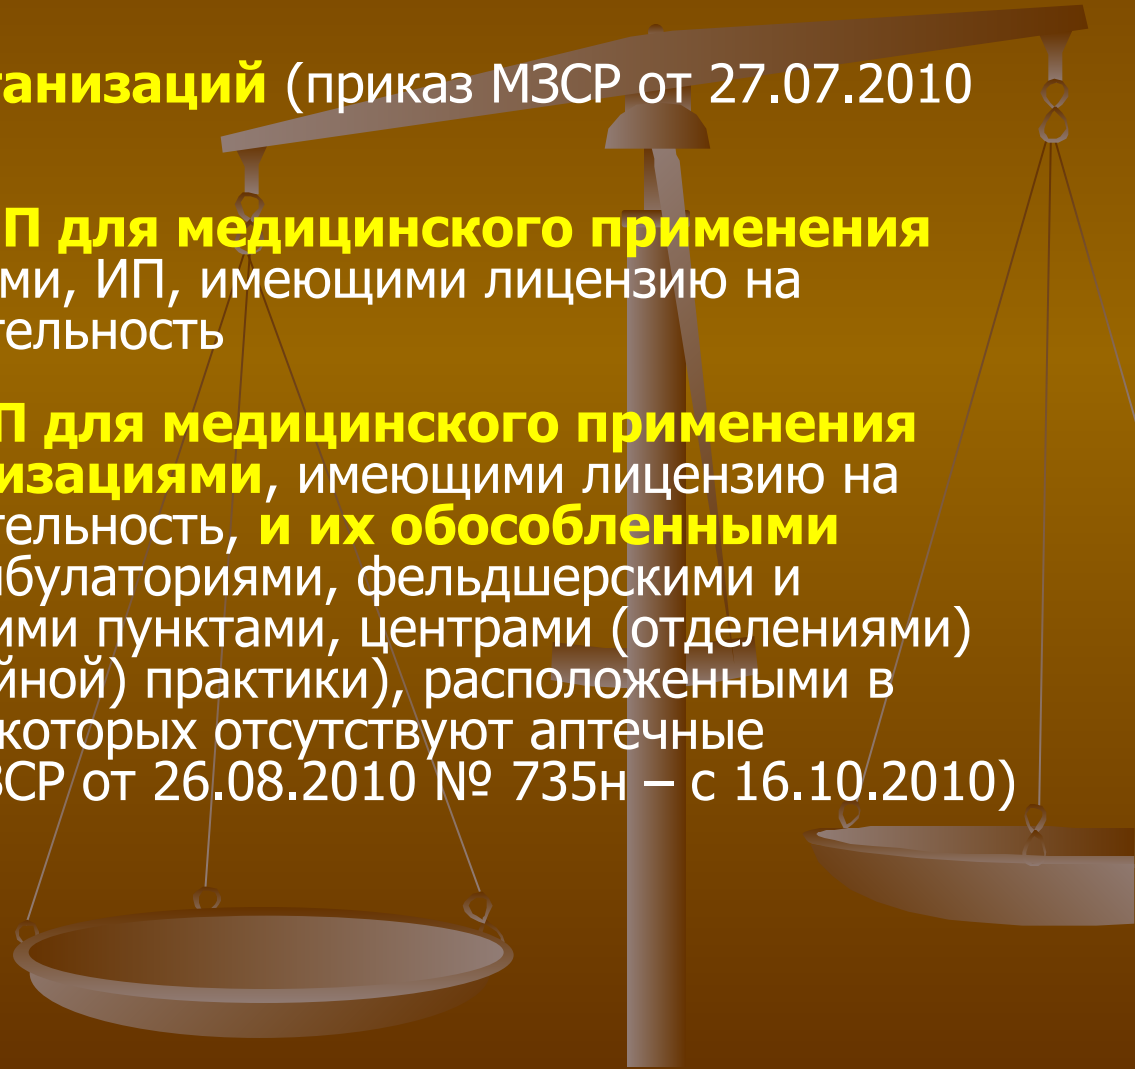 ганизаций (приказ МЗСР от 27.07.2010
П для медицинского применения
ми, ИП, имеющими лицензию на
тельность
П для медицинского применения
изациями, имеющими лицензию на
тельность, и их обособленными
мбулаториями, фельдшерскими и
ими пунктами, центрами (отделениями)
йной) практики), расположенными в
которых отсутствуют аптечные
ЗСР от 26.08.2010 № 735н – с 16.10.2010)